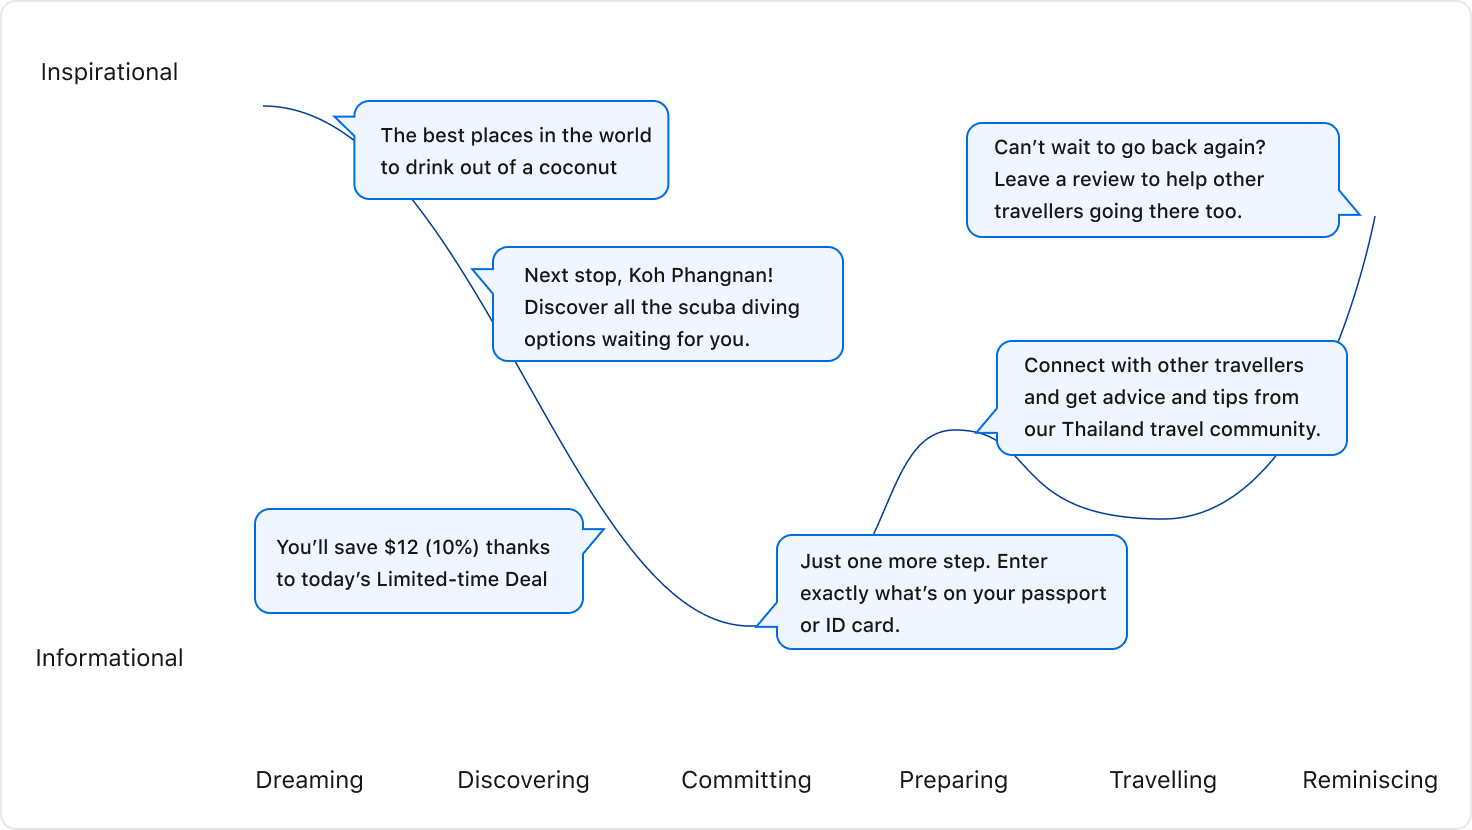 Inspirational
The best places in the world
to drink out of a coconut
Can’t wait to go back again?
Leave a review to help other
travellers going there too.
Next stop, Koh Phangnan!
Discover all the scuba diving
options waiting for you.
Connect with other travellers
and get advice and tips from
our Thailand travel community.
You’ll save $12 (10%) thanks
to today’s Limited-time Deal
Just one more step. Enter
exactly what’s on your passport
or ID card.
Informational
Dreaming
Discovering
Committing
Preparing
Travelling
Reminiscing